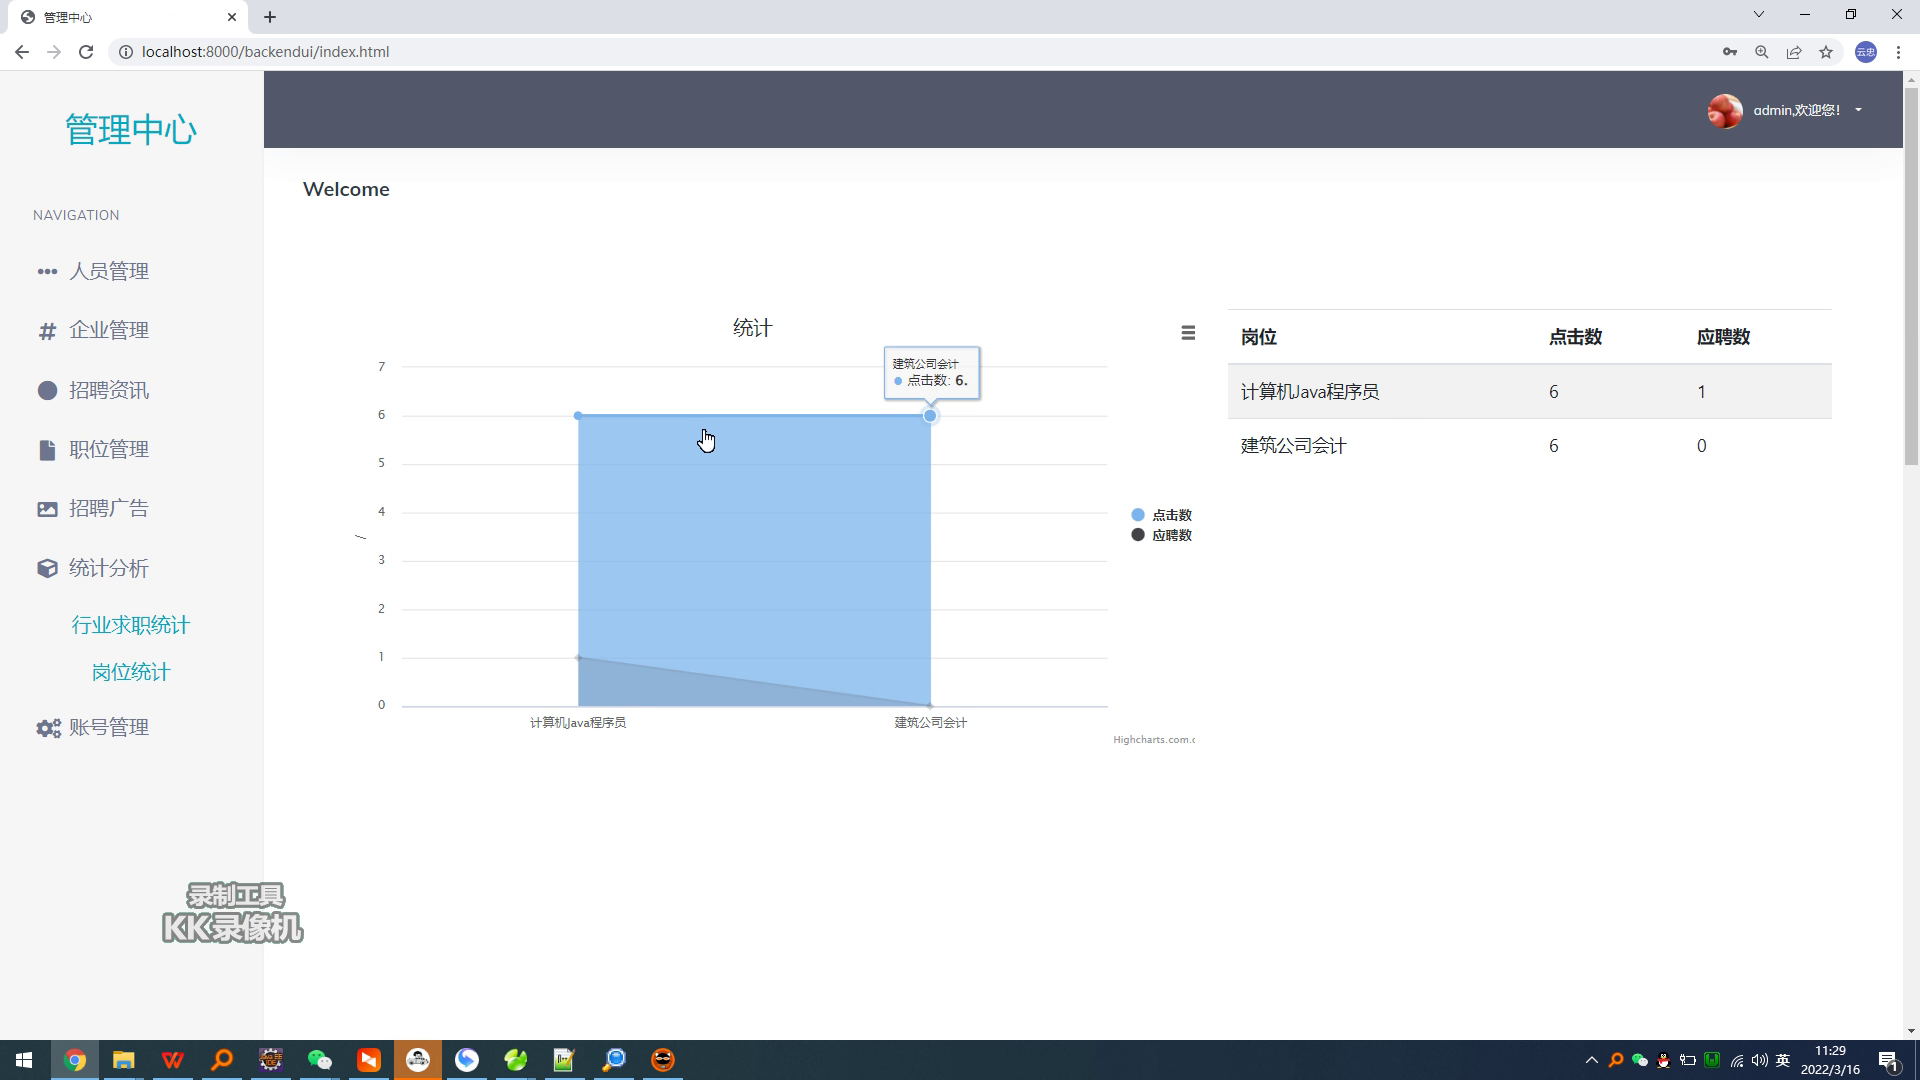 管理中心
localhost:8000/backendui/index.html
云忠
管理中心
admin,欢迎您!
Welcome
NAVIGATION
人员管理
企业管理
招聘资讯
职位管理
招聘广告
统计分析
行业求职统计
岗位统计
账号管理
统计
建筑公司会计
点击数: 6.
7
6
5
4
3
2
1
0
/
计算机Java程序员
建筑公司会计
点击数
应聘数
Highcharts.com.c
岗位 点击数 应聘数
计算机Java程序员 6 1
建筑公司会计 6 0
录制工具
KK录像机
英
11:29
2022/3/16
1